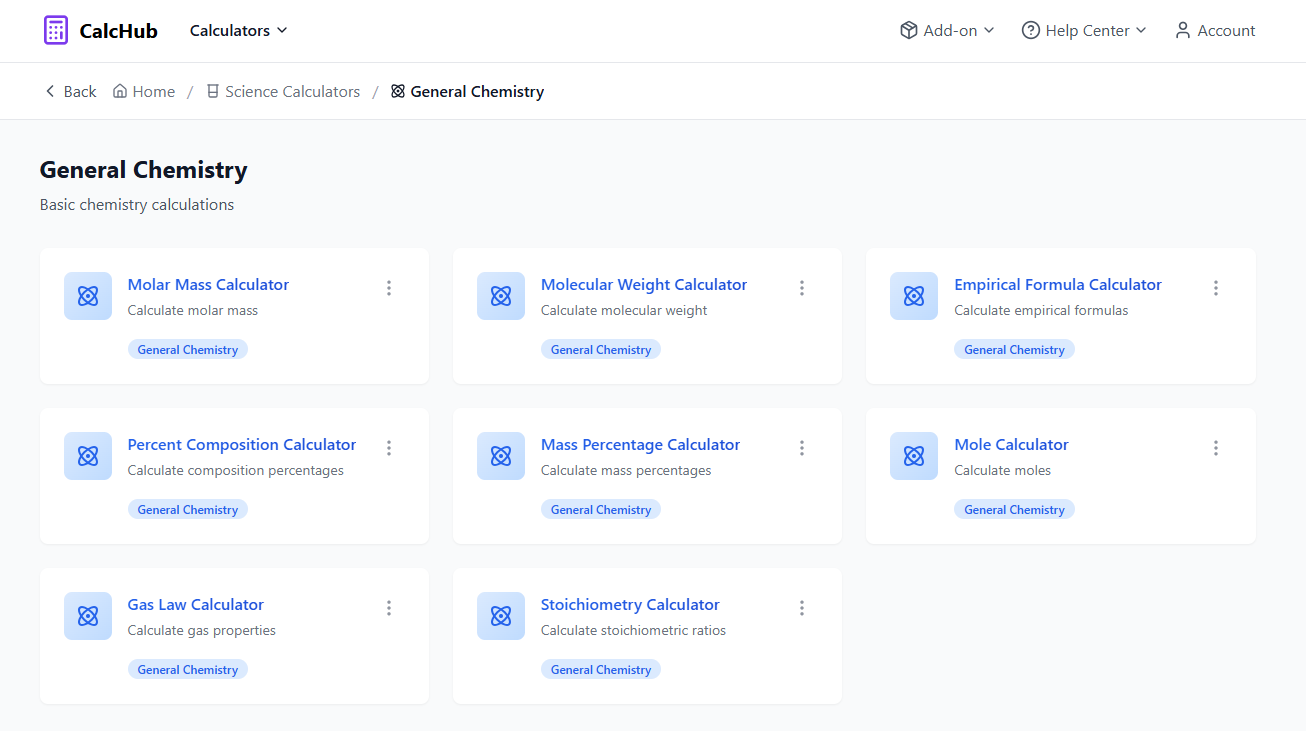 CalcHub
Calculators
Add-on
Help Center
Account
Back
Home / Science Calculators / General Chemistry
General Chemistry
Basic chemistry calculations
Molar Mass Calculator
Calculate molar mass
General Chemistry
Molecular Weight Calculator
Calculate molecular weight
General Chemistry
Empirical Formula Calculator
Calculate empirical formulas
General Chemistry
Percent Composition Calculator
Calculate composition percentages
General Chemistry
Mass Percentage Calculator
Calculate mass percentages
General Chemistry
Mole Calculator
Calculate moles
General Chemistry
Gas Law Calculator
Calculate gas properties
General Chemistry
Stoichiometry Calculator
Calculate stoichiometric ratios
General Chemistry